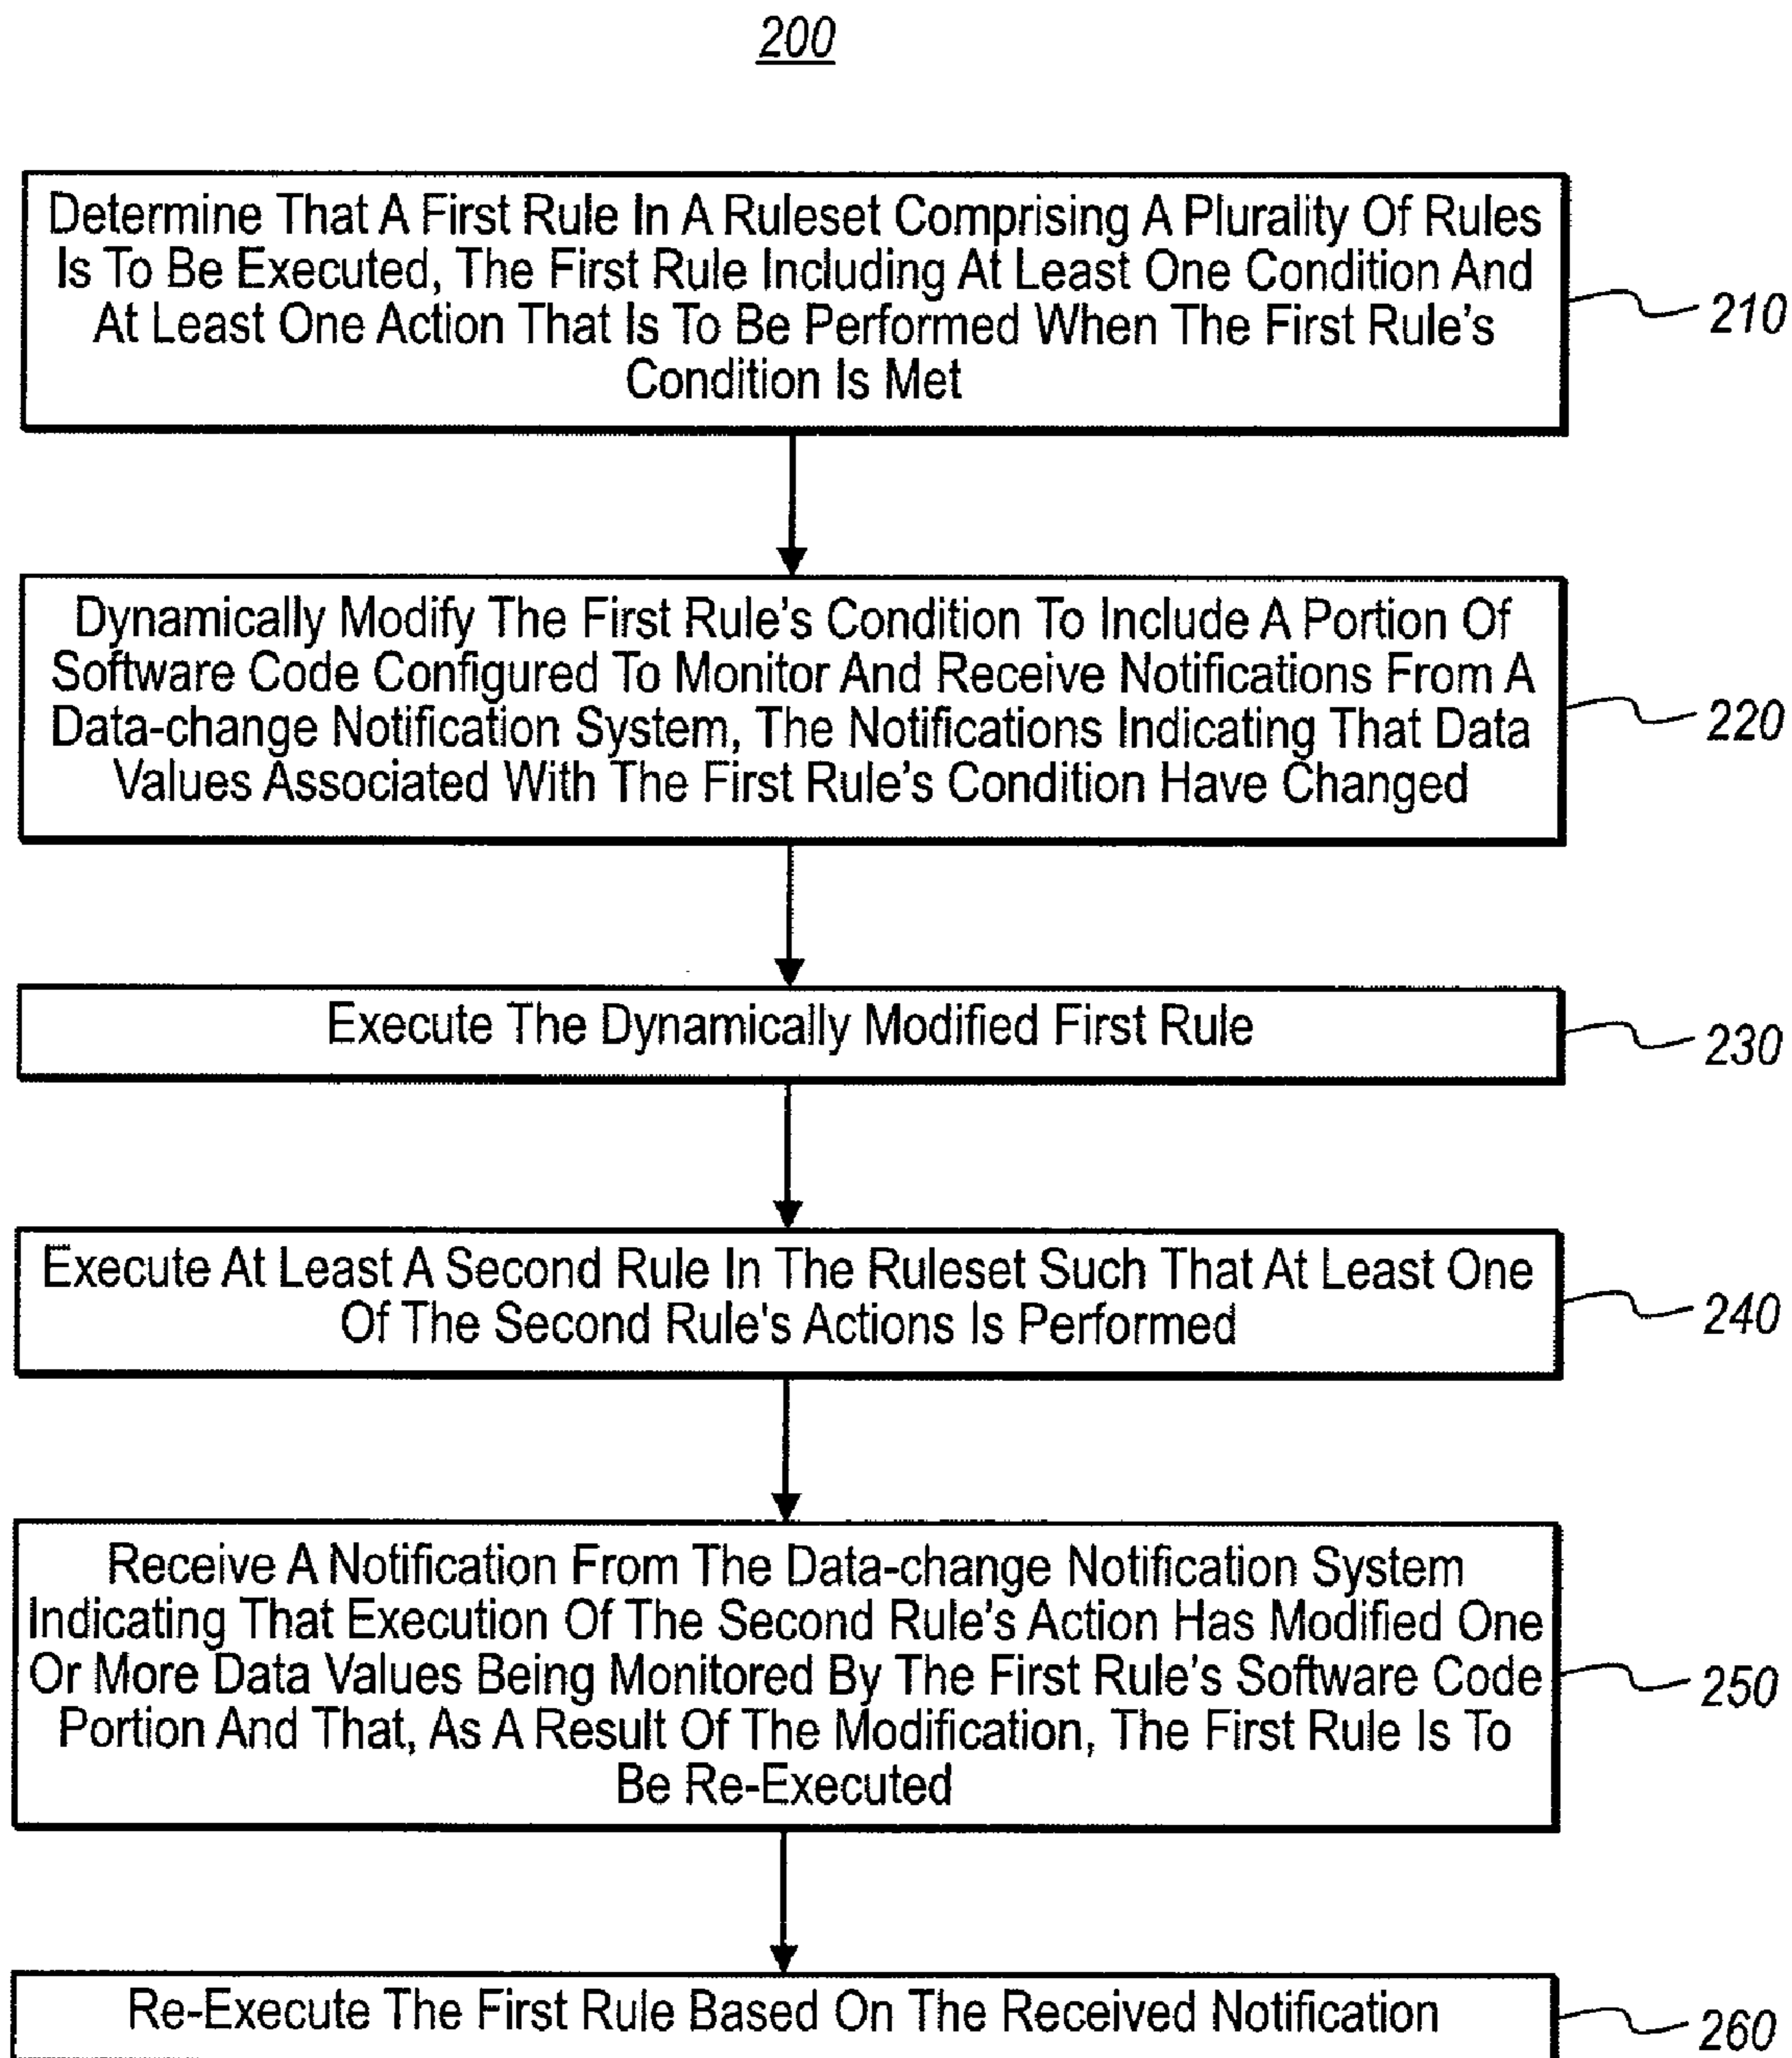 200
Determine That A First Rule In A Ruleset Comprising A Plurality Of Rules
Is To Be Executed, The First Rule Including At Least One Condition And
At Least One Action That Is To Be Performed When The First Rule's
Condition Is Met
210
Dynamically Modify The First Rule's Condition To Include A Portion Of
Software Code Configured To Monitor And Receive Notifications From A
Data-change Notification System, The Notifications Indicating That Data
Values Associated With The First Rule's Condition Have Changed
220
Execute The Dynamically Modified First Rule
230
Execute At Least A Second Rule In The Ruleset Such That At Least One
Of The Second Rule's Actions Is Performed
240
Receive A Notification From The Data-change Notification System
Indicating That Execution Of The Second Rule's Action Has Modified One
Or More Data Values Being Monitored By The First Rule's Software Code
Portion And That, As A Result Of The Modification, The First Rule Is To
Be Re-Executed
250
Re-Execute The First Rule Based On The Received Notification
260